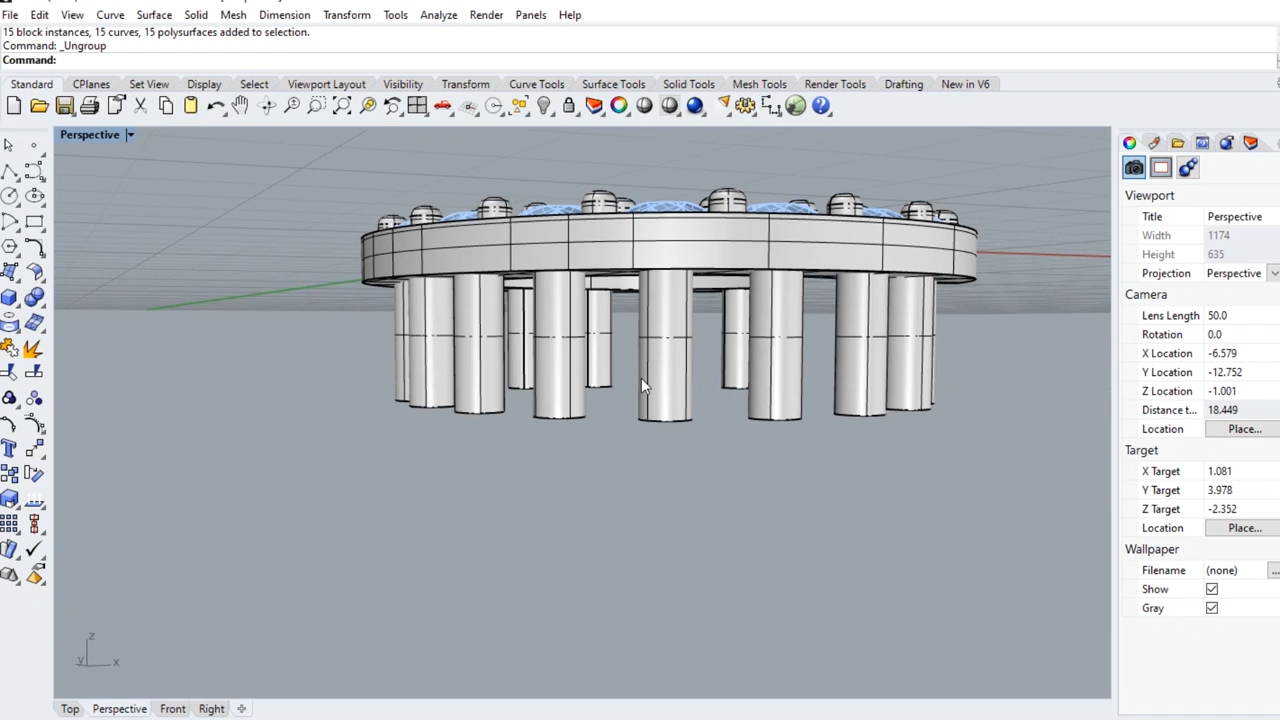 File Edit View Curve Surface Solid Mesh Dimension Transform Tools Analyze Render Panels Help
15 block instances, 15 curves, 15 polysurfaces added to selection.
Command: _Ungroup
Command:
Standard CPlanes Set View Display Select Viewport Layout Visibility Transform Curve Tools Surface Tools Solid Tools Mesh Tools Render Tools Drafting New in V6
Perspective
Viewport
Title Perspective
Width 1174
Height 635
Projection Perspective
Camera
Lens Length 50.0
Rotation 0.0
X Location -6.579
Y Location -12.752
Z Location -1.001
Distance t... 18.449
Location Place...
Target
X Target 1.081
Y Target 3.978
Z Target -2.352
Location Place...
Wallpaper
Filename (none) ...
Show
Gray
z
y x
Top Perspective Front Right